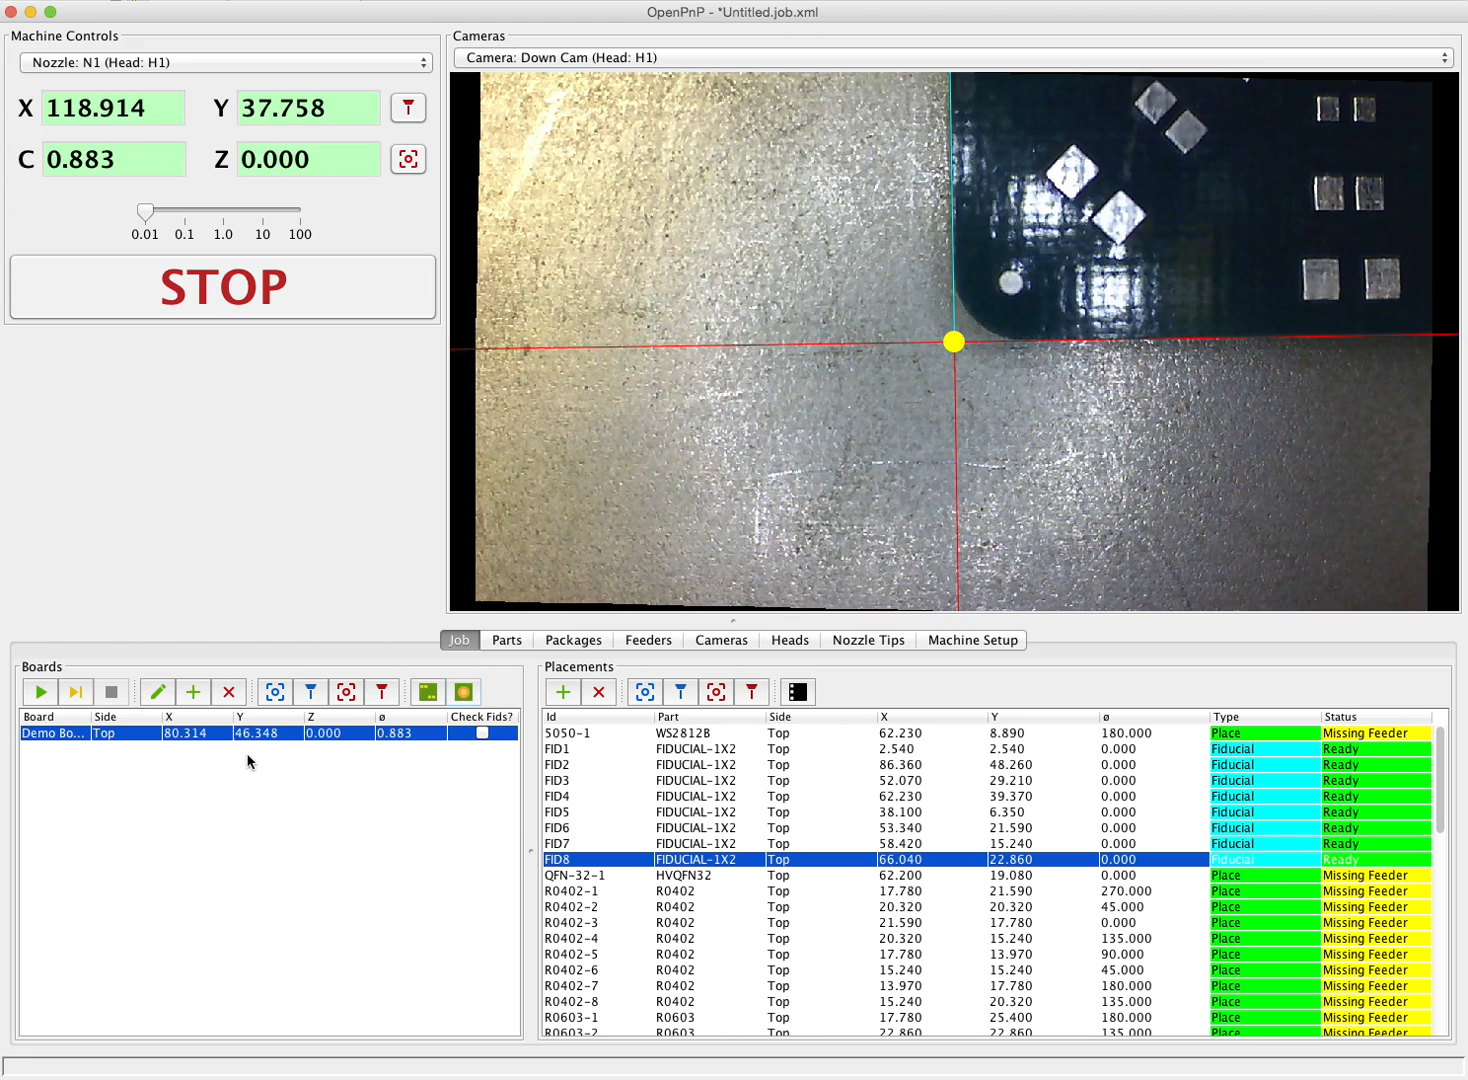 OpenPnP - *Untitled.job.xml
Machine Controls
Nozzle: N1 (Head: H1)
X 118.914 Y 37.758
C 0.883 Z 0.000
0.01 0.1 1.0 10 100
STOP
Cameras
Camera: Down Cam (Head: H1)
Job Parts Packages Feeders Cameras Heads Nozzle Tips Machine Setup
Boards
Board Side X Y Z ø Check Fids?
Demo Bo... Top 80.314 46.348 0.000 0.883
Placements
Id Part Side X Y ø Type Status
5050-1 WS2812B Top 62.230 8.890 180.000 Place Missing Feeder
FID1 FIDUCIAL-1X2 Top 2.540 2.540 0.000 Fiducial Ready
FID2 FIDUCIAL-1X2 Top 86.360 48.260 0.000 Fiducial Ready
FID3 FIDUCIAL-1X2 Top 52.070 29.210 0.000 Fiducial Ready
FID4 FIDUCIAL-1X2 Top 62.230 39.370 0.000 Fiducial Ready
FID5 FIDUCIAL-1X2 Top 38.100 6.350 0.000 Fiducial Ready
FID6 FIDUCIAL-1X2 Top 53.340 21.590 0.000 Fiducial Ready
FID7 FIDUCIAL-1X2 Top 58.420 15.240 0.000 Fiducial Ready
FID8 FIDUCIAL-1X2 Top 66.040 22.860 0.000 Fiducial Ready
QFN-32-1 HVQFN32 Top 62.200 19.080 0.000 Place Missing Feeder
R0402-1 R0402 Top 17.780 21.590 270.000 Place Missing Feeder
R0402-2 R0402 Top 20.320 20.320 45.000 Place Missing Feeder
R0402-3 R0402 Top 21.590 17.780 0.000 Place Missing Feeder
R0402-4 R0402 Top 20.320 15.240 135.000 Place Missing Feeder
R0402-5 R0402 Top 17.780 13.970 90.000 Place Missing Feeder
R0402-6 R0402 Top 15.240 15.240 45.000 Place Missing Feeder
R0402-7 R0402 Top 13.970 17.780 180.000 Place Missing Feeder
R0402-8 R0402 Top 15.240 20.320 135.000 Place Missing Feeder
R0603-1 R0603 Top 17.780 25.400 180.000 Place Missing Feeder
R0603-2 R0603 Top 22.860 22.860 135.000 Place Missing Feeder